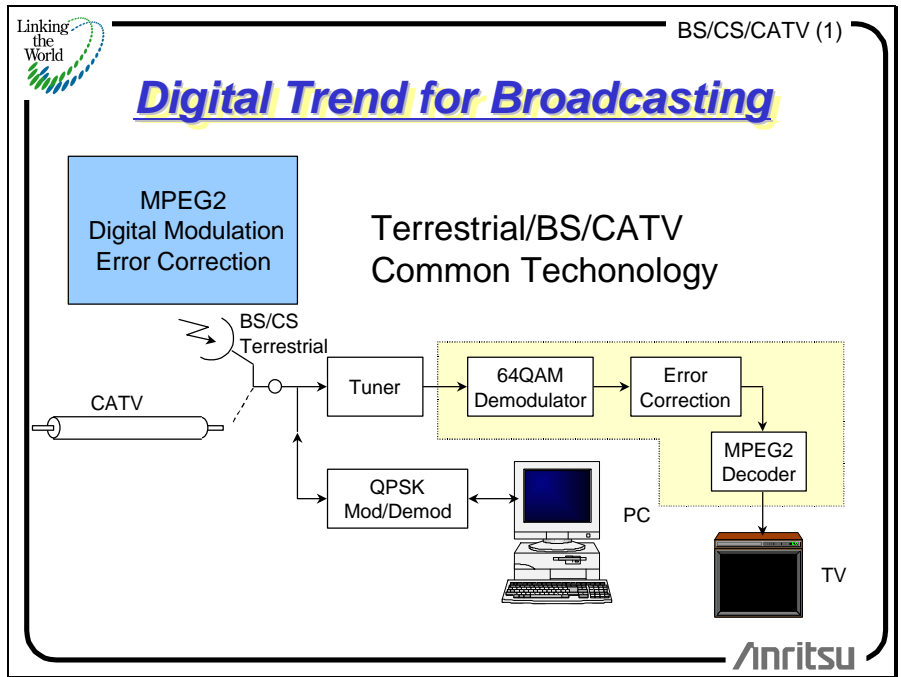 Linking
the
World
BS/CS/CATV (1)
Digital Trend for Broadcasting
MPEG2
Digital Modulation
Error Correction
Terrestrial/BS/CATV
Common Techonology
BS/CS
Terrestrial
CATV
Tuner
64QAM
Demodulator
Error
Correction
MPEG2
Decoder
QPSK
Mod/Demod
PC
TV
Anritsu